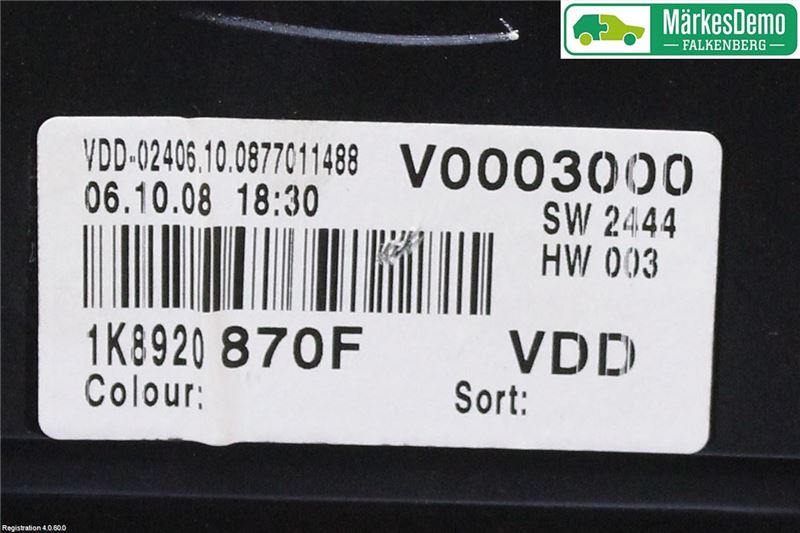 MärkesDemo
FALKENBERG
VDD-02406.10.0877011488
V0003000
06.10.08 18:30
SW 2444
HW 003
1K8920 870F
VDD
Colour:
Sort:
Registration 4.0.60.0